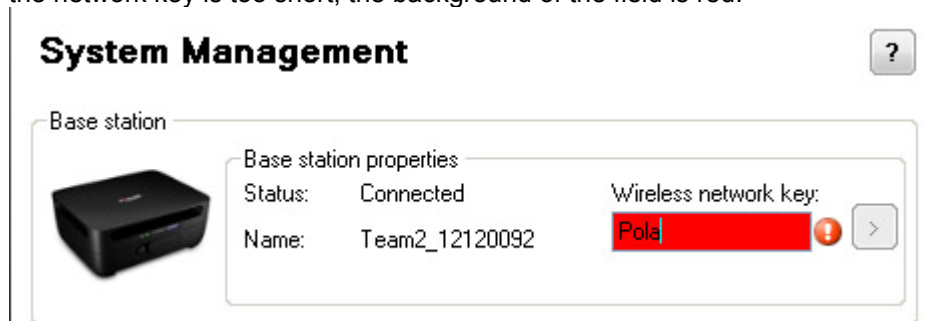 the network key is too short, the background of the field is red.
System Management
?
Base station
Base station properties
Status: Connected
Wireless network key:
Name: Team2_12120092
Pola
!
>